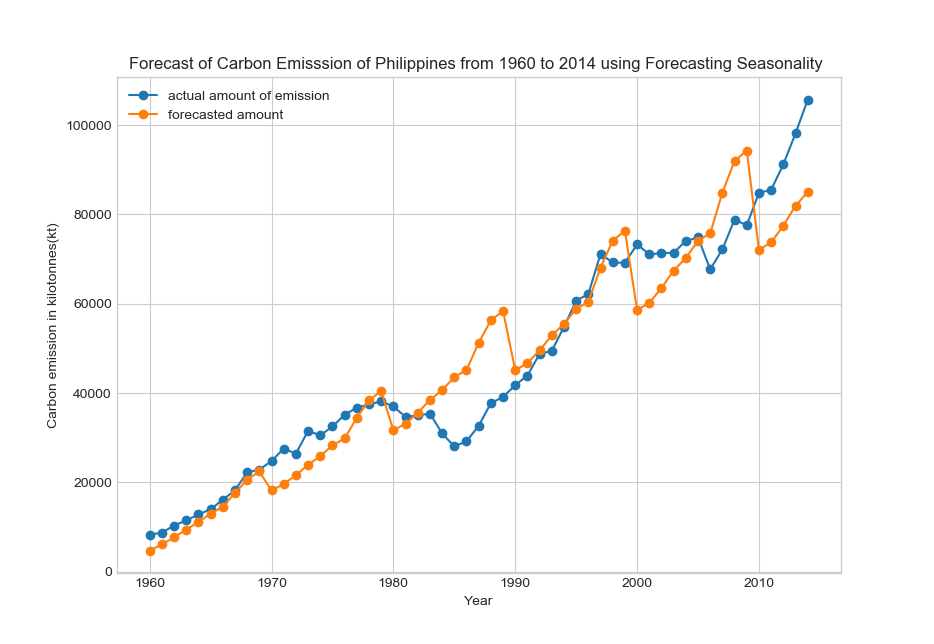 Forecast of Carbon Emisssion of Philippines from 1960 to 2014 using Forecasting Seasonality
actual amount of emission
forecasted amount
100000
80000
60000
40000
20000
0
Carbon emission in kilotonnes(kt)
1960 1970 1980 1990 2000 2010
Year